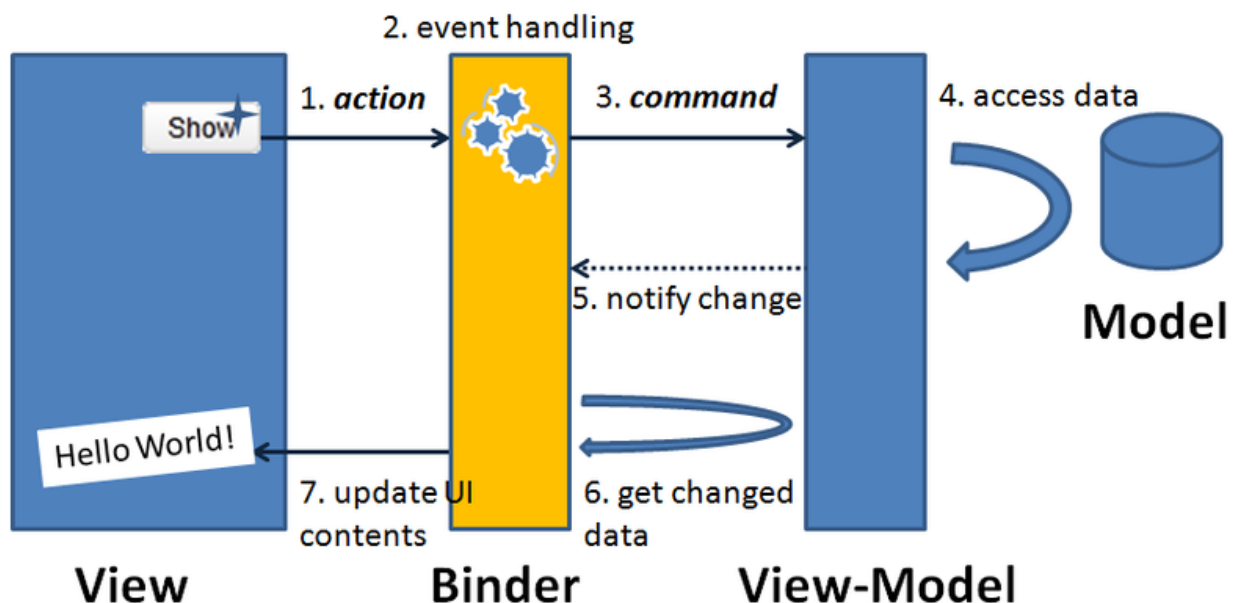 2. event handling
1. action
3. command
4. access data
Show
5. notify change
Model
Hello World!
7. update UI
contents
6. get changed
data
View
Binder
View-Model